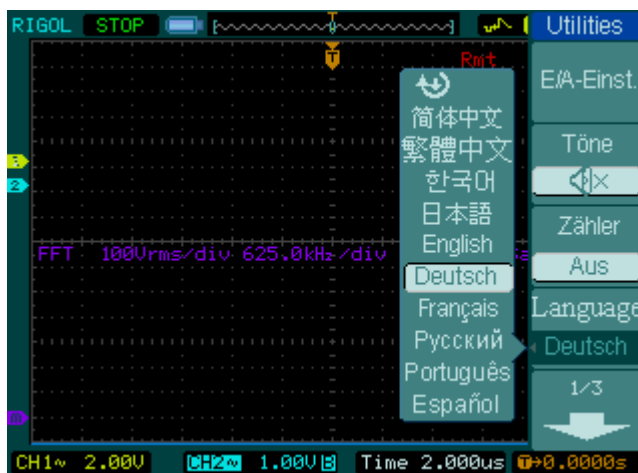 RIGOL STOP
T
Utilities
Rmt
E/A-Einst.
简体中文
繁體中文
한국어
日本語
English
Deutsch
Français
Русский
Português
Español
Töne
Zähler
Aus
Language
Deutsch
1/3
2
FFT 100Vrms/div 625.0kHz/div
CH1~ 2.00V CH2~ 1.00V B Time 2.000us T→0.0000s